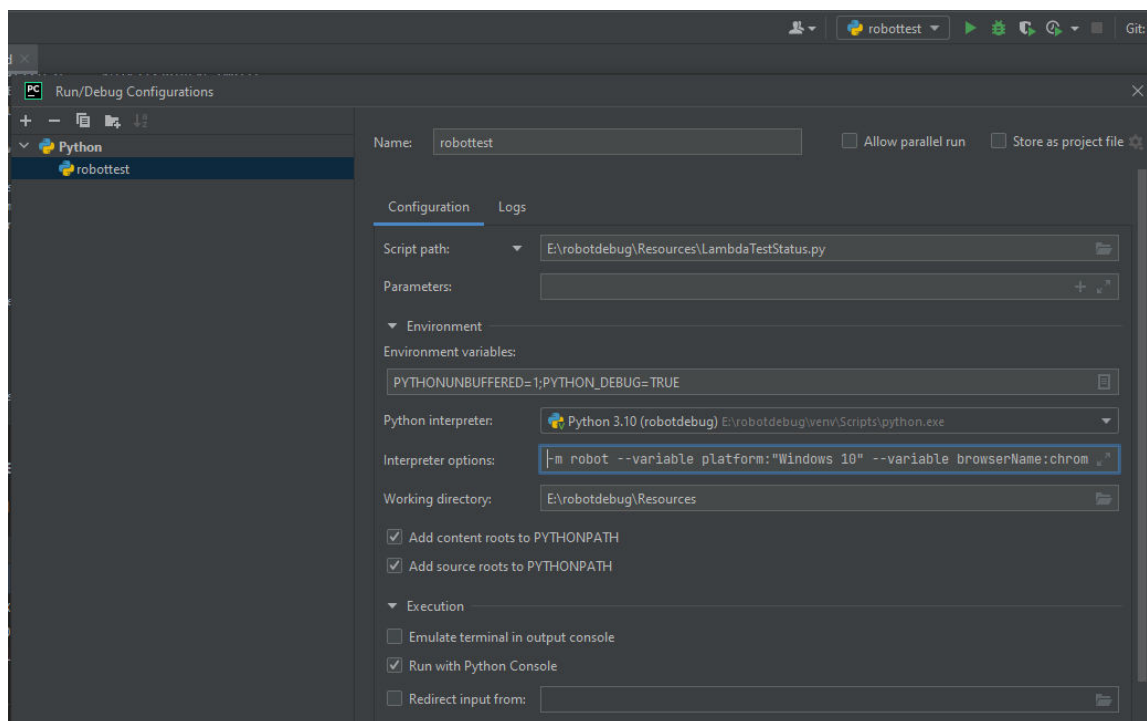 robottest
Git:
PC Run/Debug Configurations
Python
robottest
Name: robottest Allow parallel run Store as project file
Configuration Logs
Script path: E:\robotdebug\Resources\LambdaTestStatus.py
Parameters:
Environment
Environment variables:
PYTHONUNBUFFERED=1;PYTHON_DEBUG=TRUE
Python interpreter: Python 3.10 (robotdebug) E:\robotdebug\venv\Scripts\python.exe
Interpreter options: -m robot --variable platform:"Windows 10" --variable browserName:chrom
Working directory: E:\robotdebug\Resources
Add content roots to PYTHONPATH
Add source roots to PYTHONPATH
Execution
Emulate terminal in output console
Run with Python Console
Redirect input from: